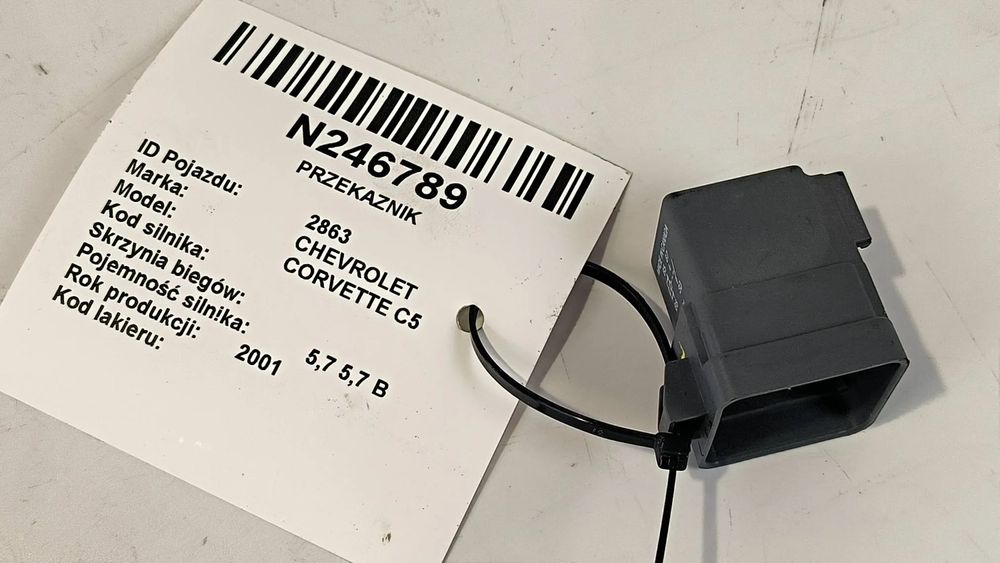 N246789
PRZEKAZNIK
ID Pojazdu: 2863
Marka: CHEVROLET
Model: CORVETTE C5
Kod silnika:
Skrzynia biegów:
Pojemność silnika: 5,7 5,7 B
Rok produkcji: 2001
Kod lakieru: